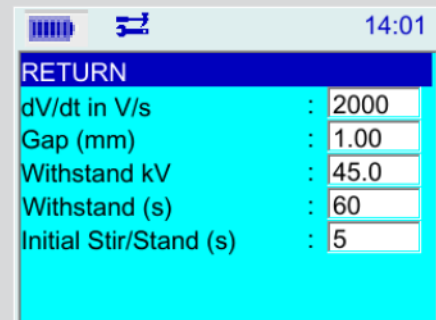 14:01
RETURN
dV/dt in V/s : 2000
Gap (mm) : 1.00
Withstand kV : 45.0
Withstand (s) : 60
Initial Stir/Stand (s) : 5